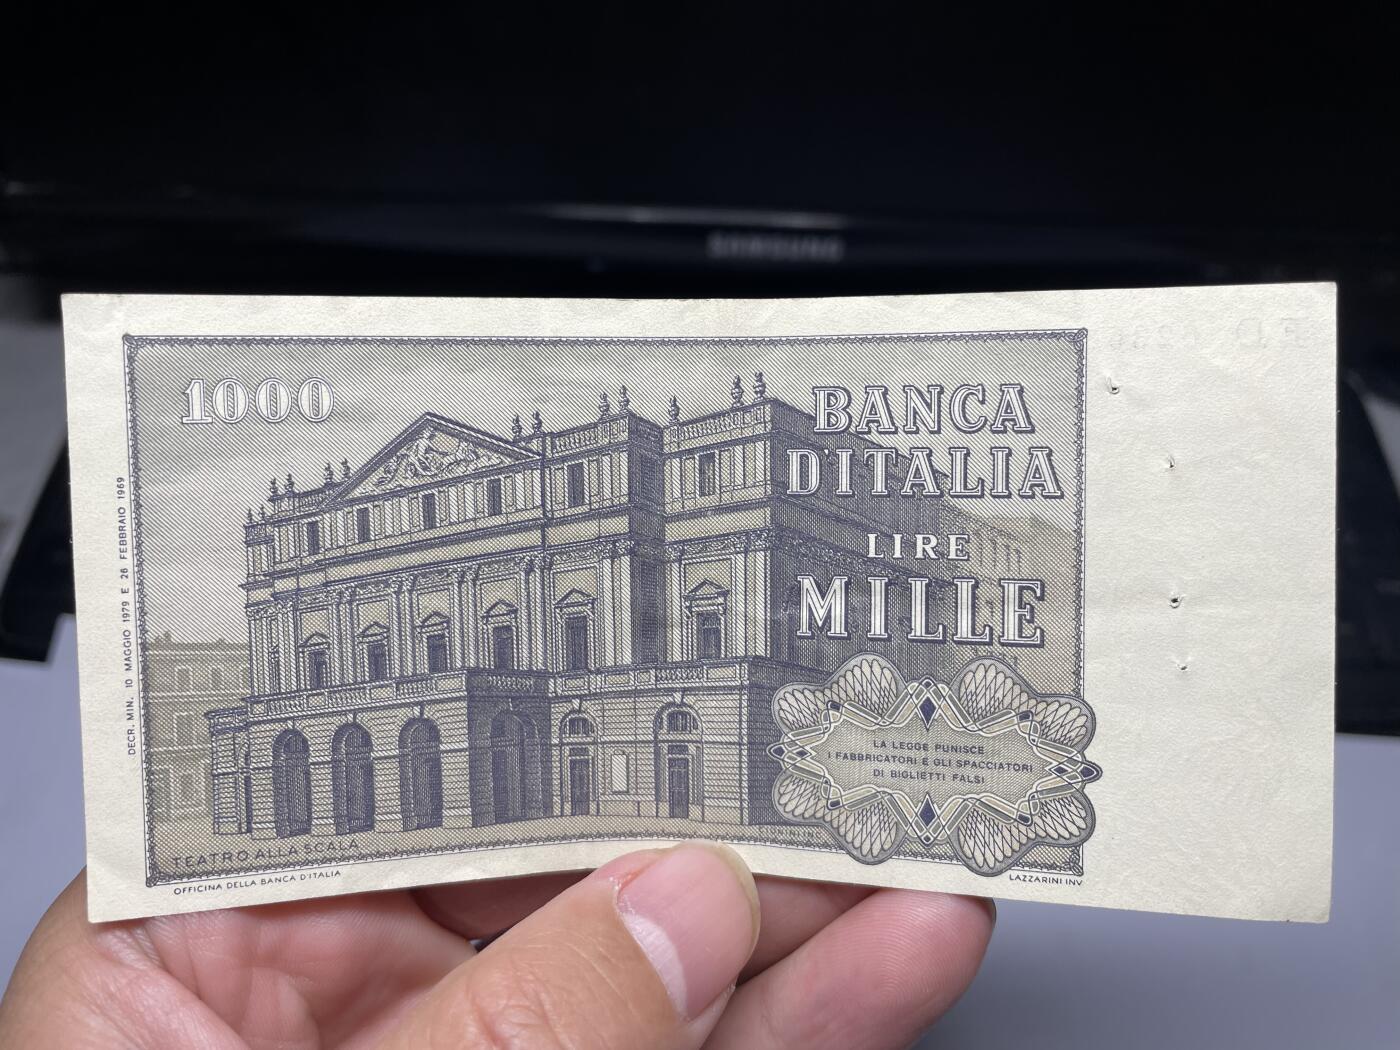 SAMSUNG
1000
BANCA
D'ITALIA
LIRE
MILLE
DECR. MIN. 10 MAGGIO 1979 E 26 FEBBRAIO 1969
LA LEGGE PUNISCE
I FABBRICATORI E GLI SPACCIATORI
DI BIGLIETTI FALSI
TEATRO ALLA SCALA
OFFICINA DELLA BANCA D'ITALIA
LAZZARINI INV